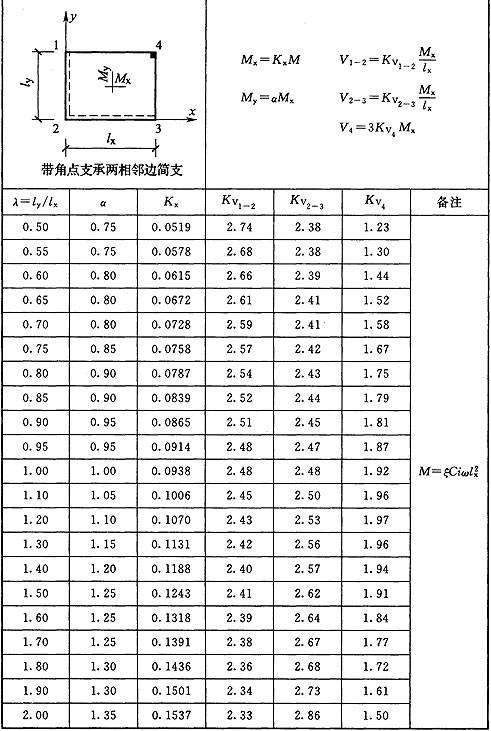 y
1 4
M_y
M_x
l_y
x
2 3
l_x
带角点支承两相邻边简支
M_x=K_xM V_{1-2}=K_{V_{1-2}} M_x/l_x
M_y=αM_x V_{2-3}=K_{V_{2-3}} M_x/l_x
V_4=3K_{V_4}M_x
λ=l_y/l_x α K_x K_{V_{1-2}} K_{V_{2-3}} K_{V_4} 备注
0.50 0.75 0.0519 2.74 2.38 1.23
0.55 0.75 0.0578 2.68 2.38 1.30
0.60 0.80 0.0615 2.66 2.39 1.44
0.65 0.80 0.0672 2.61 2.41 1.52
0.70 0.80 0.0728 2.59 2.41 1.58
0.75 0.85 0.0758 2.57 2.42 1.67
0.80 0.90 0.0787 2.54 2.43 1.75
0.85 0.90 0.0839 2.52 2.44 1.79
0.90 0.95 0.0865 2.51 2.45 1.81
0.95 0.95 0.0914 2.48 2.47 1.87
1.00 1.00 0.0938 2.48 2.48 1.92 M=ξCiωl_x^2
1.10 1.05 0.1006 2.45 2.50 1.96
1.20 1.10 0.1070 2.43 2.53 1.97
1.30 1.15 0.1131 2.42 2.56 1.96
1.40 1.20 0.1188 2.40 2.57 1.94
1.50 1.25 0.1243 2.41 2.62 1.91
1.60 1.25 0.1318 2.39 2.64 1.84
1.70 1.25 0.1391 2.38 2.67 1.77
1.80 1.30 0.1436 2.36 2.68 1.72
1.90 1.30 0.1501 2.34 2.73 1.61
2.00 1.35 0.1537 2.33 2.86 1.50